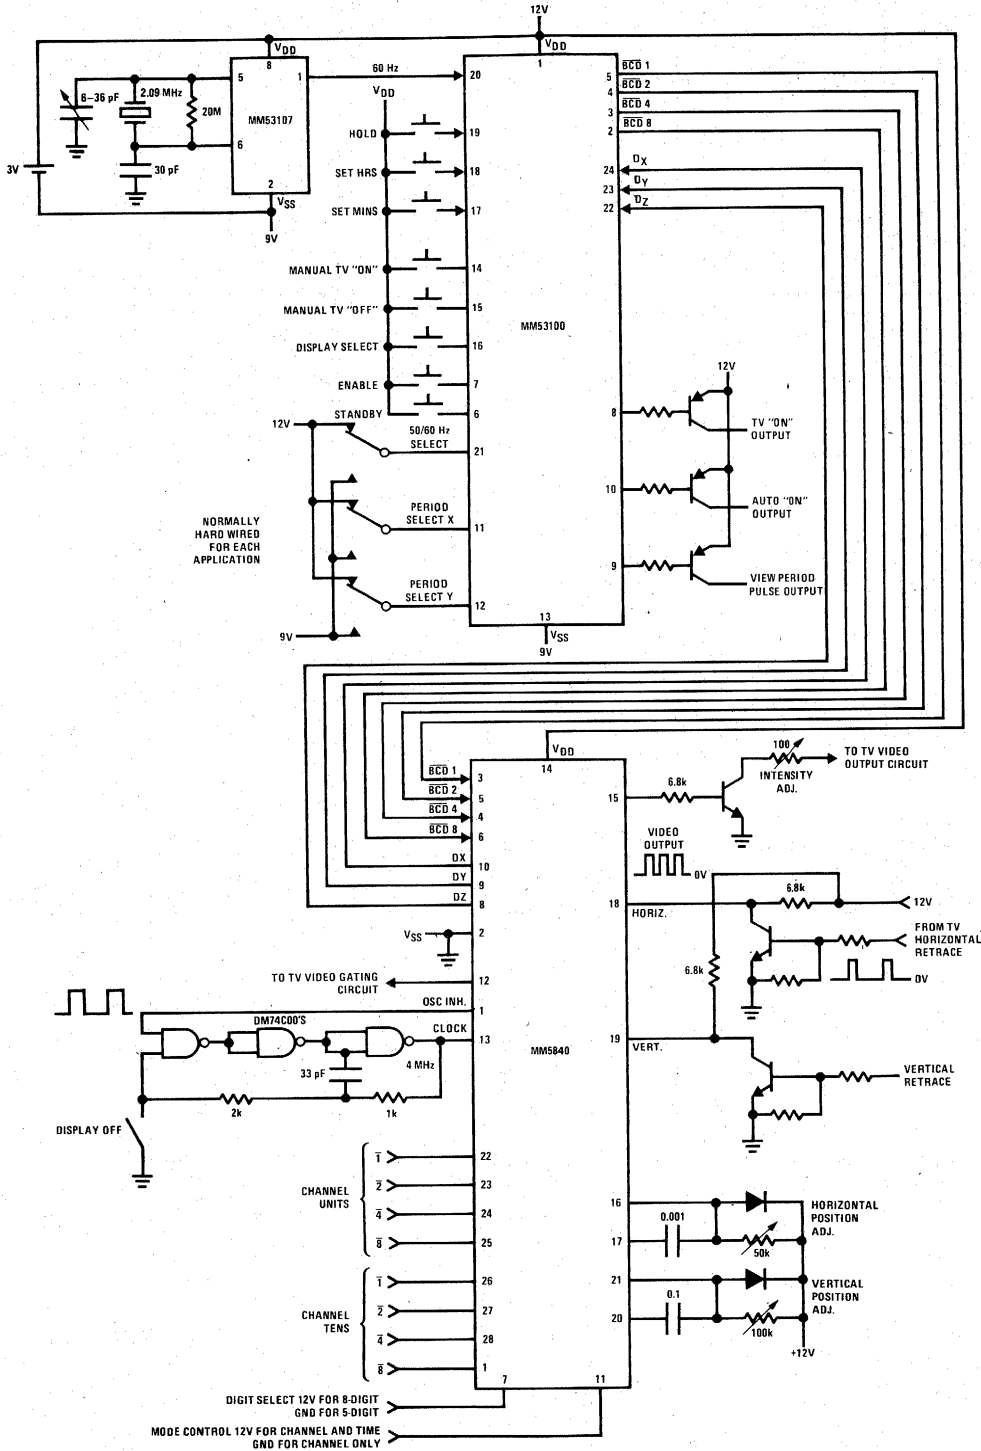 12V
VDD
8
VDD
1
5
1
60 Hz
20
BCD 1
5
BCD 2
4
BCD 4
3
BCD 8
2
6–36 pF
2.09 MHz
20M
MM53107
6
VDD
HOLD
19
3V
30 pF
2
VSS
9V
SET HRS
18
SET MINS
17
DX
24
DY
23
DZ
22
MANUAL TV "ON"
14
MANUAL TV "OFF"
15
MM53100
DISPLAY SELECT
16
ENABLE
7
STANDBY
6
12V
50/60 Hz
SELECT
21
12V
8
TV "ON"
OUTPUT
10
AUTO "ON"
OUTPUT
9
VIEW PERIOD
PULSE OUTPUT
NORMALLY
HARD WIRED
FOR EACH
APPLICATION
PERIOD
SELECT X
11
PERIOD
SELECT Y
12
9V
13
VSS
9V
VDD
14
BCD 1
3
BCD 2
5
BCD 4
4
BCD 8
6
DX
10
DY
9
DZ
8
VSS
2
TO TV VIDEO GATING
CIRCUIT
12
OSC INH.
1
DM74C00'S
CLOCK
13
4 MHz
33 pF
2k
1k
DISPLAY OFF
MM5840
15
6.8k
100
INTENSITY
ADJ.
TO TV VIDEO
OUTPUT CIRCUIT
VIDEO
OUTPUT
0V
18
HORIZ.
6.8k
12V
FROM TV
HORIZONTAL
RETRACE
0V
6.8k
19
VERT.
VERTICAL
RETRACE
CHANNEL
UNITS
1
22
2
23
4
24
8
25
CHANNEL
TENS
1
26
2
27
4
28
8
1
16
17
0.001
50k
HORIZONTAL
POSITION
ADJ.
21
20
0.1
100k
VERTICAL
POSITION
ADJ.
+12V
7
11
DIGIT SELECT 12V FOR 8-DIGIT
GND FOR 5-DIGIT
MODE CONTROL 12V FOR CHANNEL AND TIME
GND FOR CHANNEL ONLY